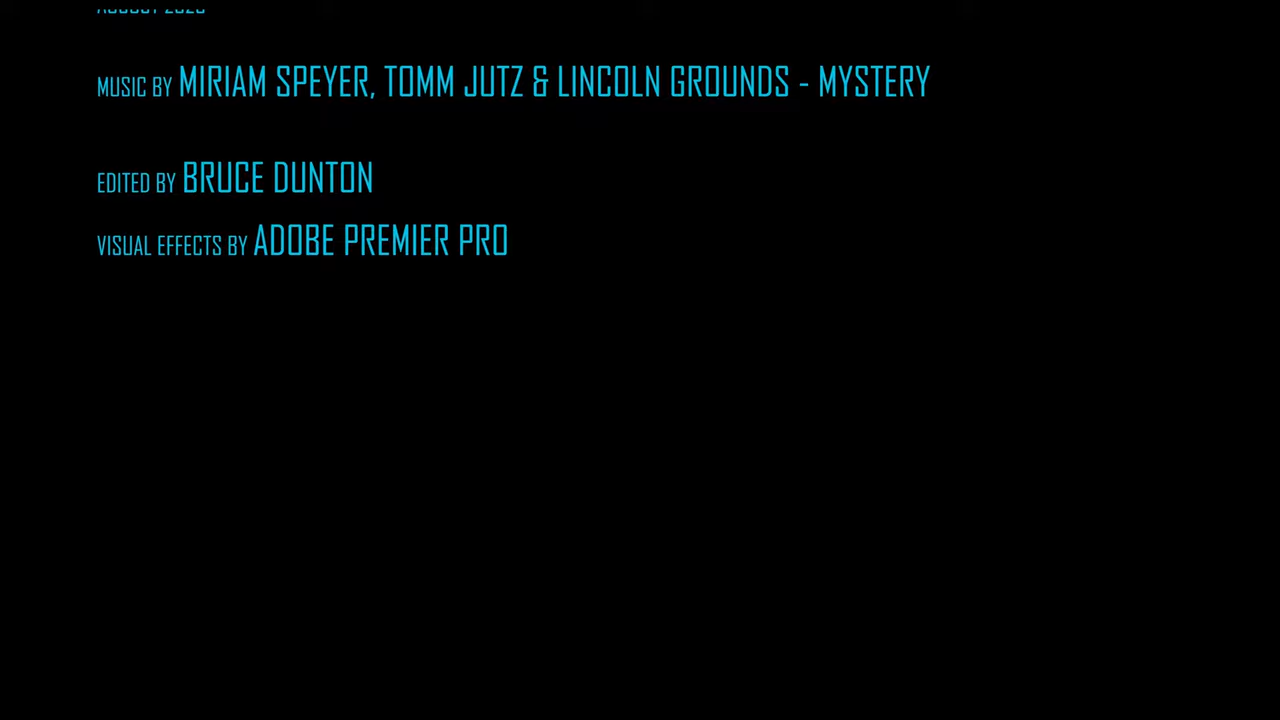 MUSIC BY MIRIAM SPEYER, TOMM JUTZ & LINCOLN GROUNDS - MYSTERY
EDITED BY BRUCE DUNTON
VISUAL EFFECTS BY ADOBE PREMIER PRO